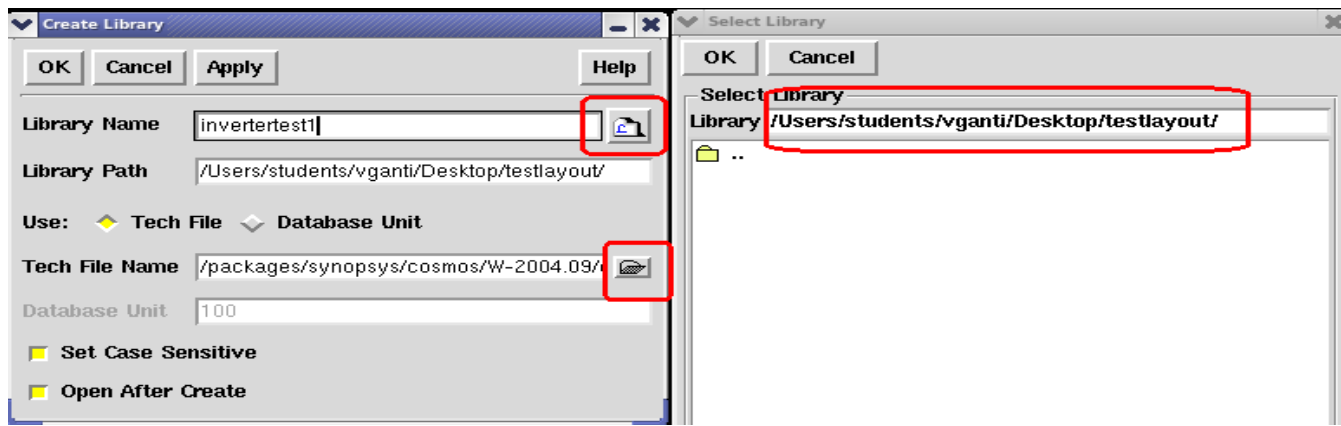 Create Library
OK Cancel Apply Help
Library Name invertertest1
Library Path /Users/students/vganti/Desktop/testlayout/
Use: Tech File Database Unit
Tech File Name /packages/synopsys/cosmos/W-2004.09/
Database Unit 100
Set Case Sensitive
Open After Create
Select Library
OK Cancel
Select Library
Library /Users/students/vganti/Desktop/testlayout/
..